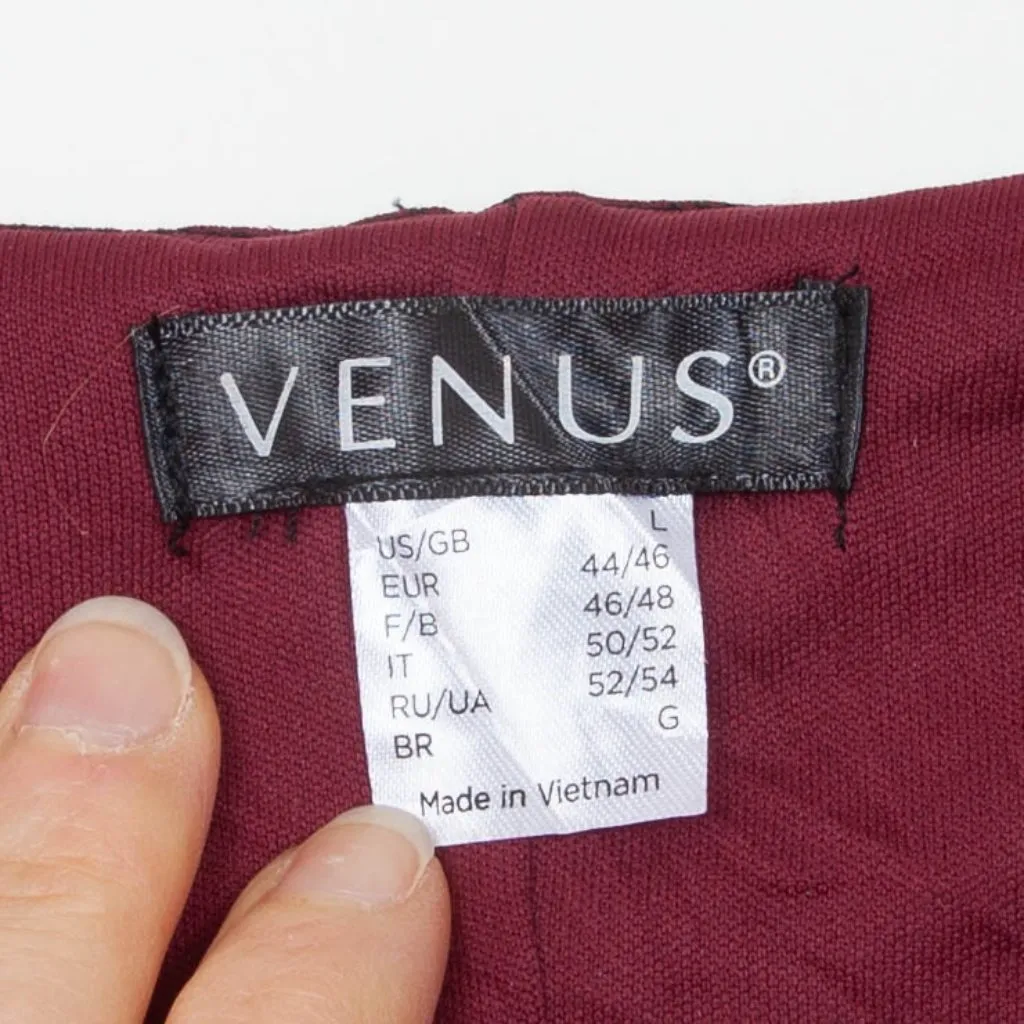 VENUS®
US/GB L
EUR 44/46
F/B 46/48
IT 50/52
RU/UA 52/54
BR G
Made in Vietnam